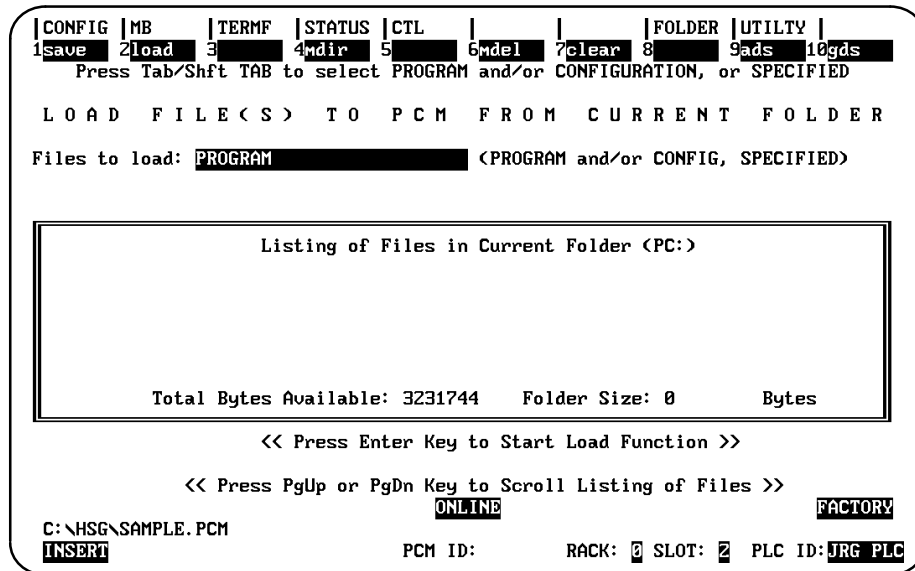 |CONFIG |MB |TERMF |STATUS |CTL | | |FOLDER |UTILTY |
1save 2load 3 4mdir 5 6mdel 7clear 8 9ads 10gds
Press Tab/Shft TAB to select PROGRAM and/or CONFIGURATION, or SPECIFIED
L O A D F I L E ( S ) T O P C M F R O M C U R R E N T F O L D E R
Files to load: PROGRAM (PROGRAM and/or CONFIG, SPECIFIED)
Listing of Files in Current Folder (PC:)
Total Bytes Available: 3231744 Folder Size: 0 Bytes
<< Press Enter Key to Start Load Function >>
<< Press PgUp or PgDn Key to Scroll Listing of Files >>
ONLINE FACTORY
C:\HSG\SAMPLE.PCM
INSERT PCM ID: RACK: 0 SLOT: 2 PLC ID: JRG PLC